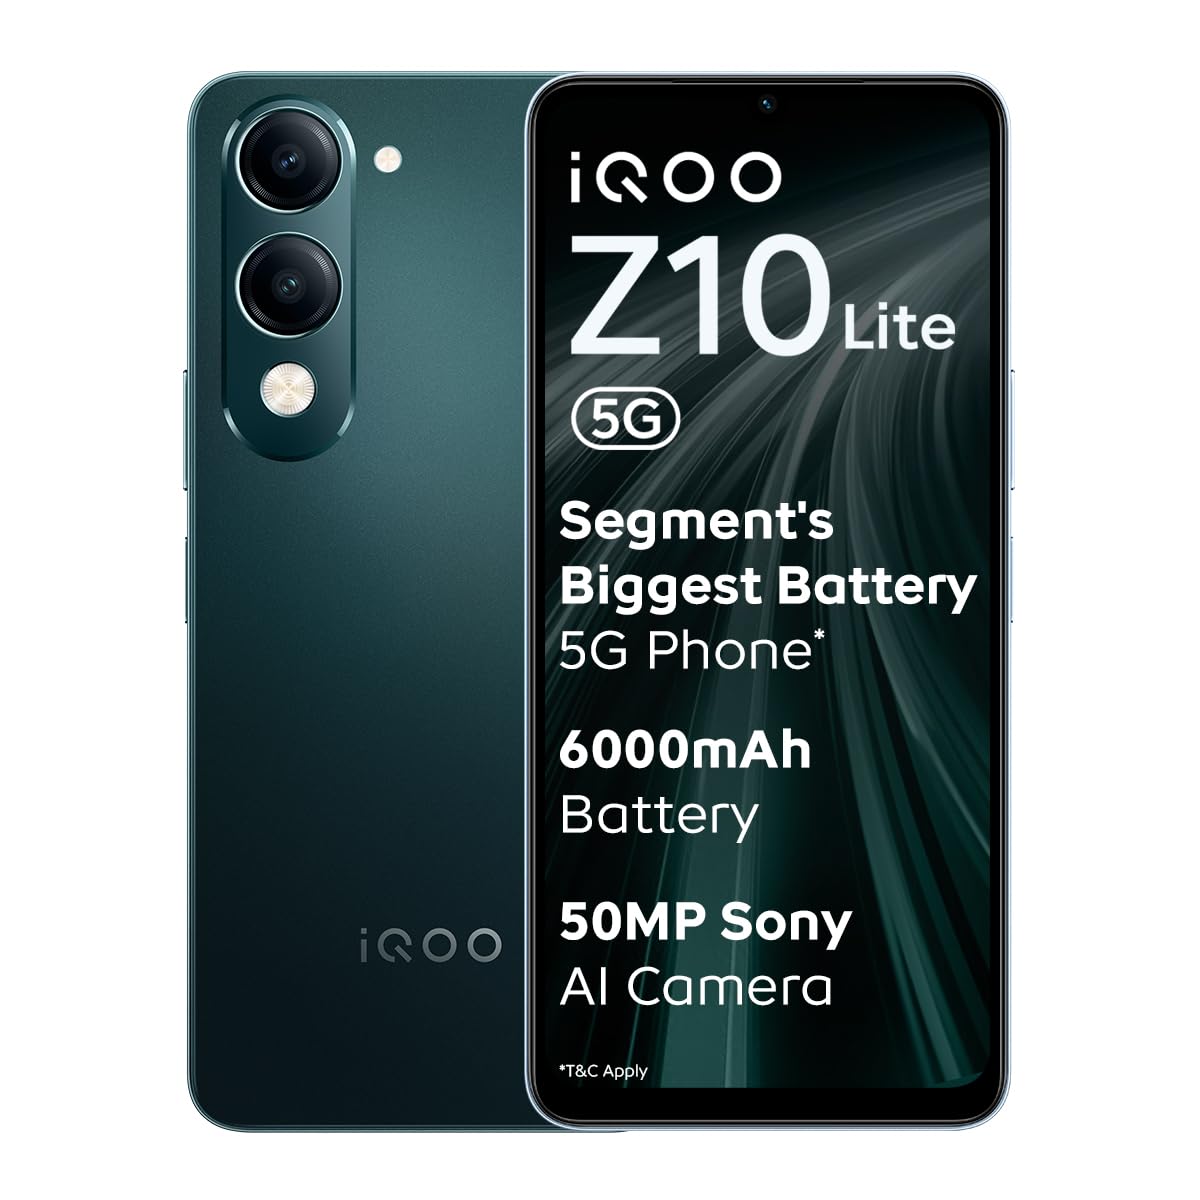 iQOO
Z10 Lite
5G
Segment's
Biggest Battery
5G Phone*
6000mAh
Battery
50MP Sony
AI Camera
*T&C Apply
iQOO